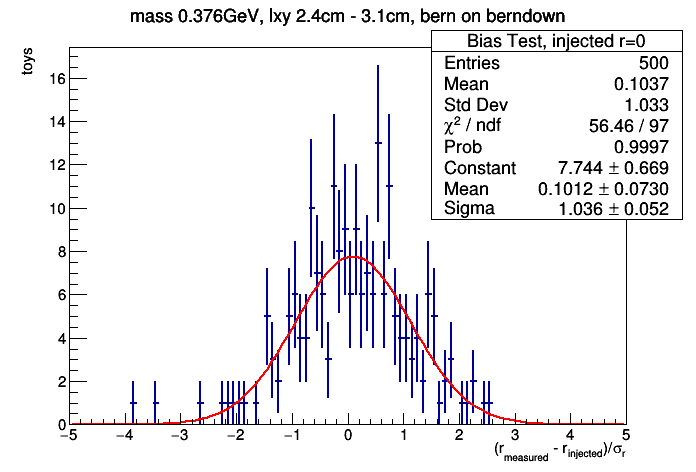 mass 0.376GeV, lxy 2.4cm - 3.1cm, bern on berndown
toys
Bias Test, injected r=0
Entries 500
Mean 0.1037
Std Dev 1.033
χ² / ndf 56.46 / 97
Prob 0.9997
Constant 7.744 ± 0.669
Mean 0.1012 ± 0.0730
Sigma 1.036 ± 0.052
16
14
12
10
8
6
4
2
0
−5 −4 −3 −2 −1 0 1 2 3 4 5
(r_measured - r_injected)/σ_r